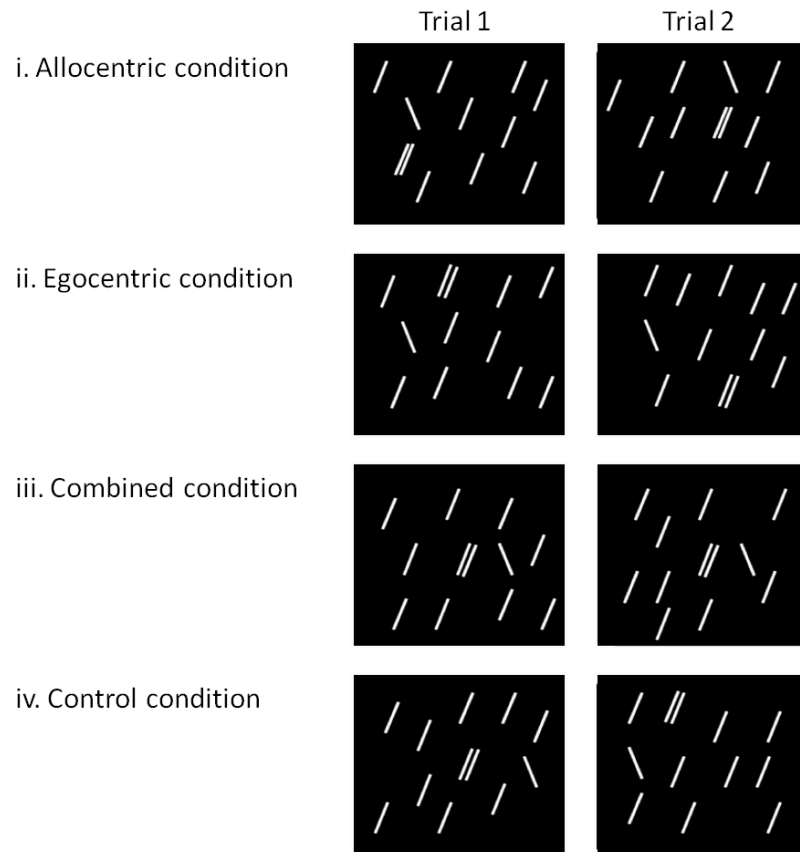 Trial 1 Trial 2
i. Allocentric condition
ii. Egocentric condition
iii. Combined condition
iv. Control condition